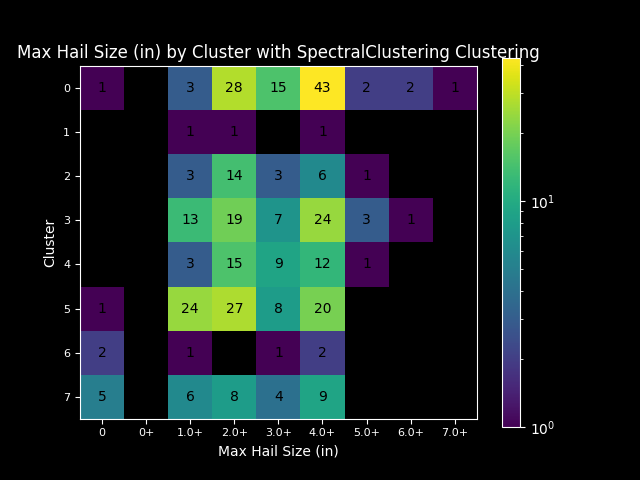 Max Hail Size (in) by Cluster with SpectralClustering Clustering
0 1 3 28 15 43 2 2 1
1 1 1 1
2 3 14 3 6 1
3 13 19 7 24 3 1
4 3 15 9 12 1
5 1 24 27 8 20
6 2 1 1 2
7 5 6 8 4 9
0 0+ 1.0+ 2.0+ 3.0+ 4.0+ 5.0+ 6.0+ 7.0+
Max Hail Size (in)
Cluster
10¹
10⁰